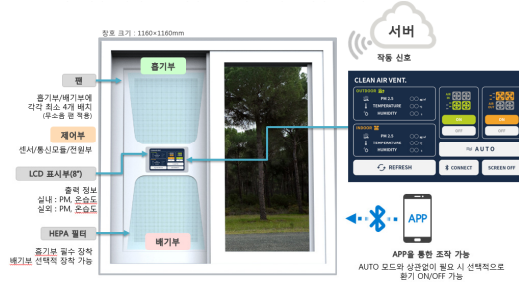 창호 크기 : 1160×1160mm
서버
작동 신호
흡기부
팬
흡기부/배기부에
각각 최소 4개 배치
(무소음 팬 적용)
제어부
센서/통신모듈/전원부
LCD 표시부(8")
출력 정보
실내 : PM, 온습도
실외 : PM, 온습도
HEPA 필터
흡기부 필수 장착
배기부 선택적 장착 가능
배기부
CLEAN AIR VENT.
OUTDOOR
PM 2.5
TEMPERATURE
HUMIDITY
INDOOR
PM 2.5
TEMPERATURE
HUMIDITY
ON
OFF
ON
OFF
AUTO
REFRESH
CONNECT
SCREEN OFF
APP
APP을 통한 조작 가능
AUTO 모드와 상관없이 필요 시 선택적으로
환기 ON/OFF 가능